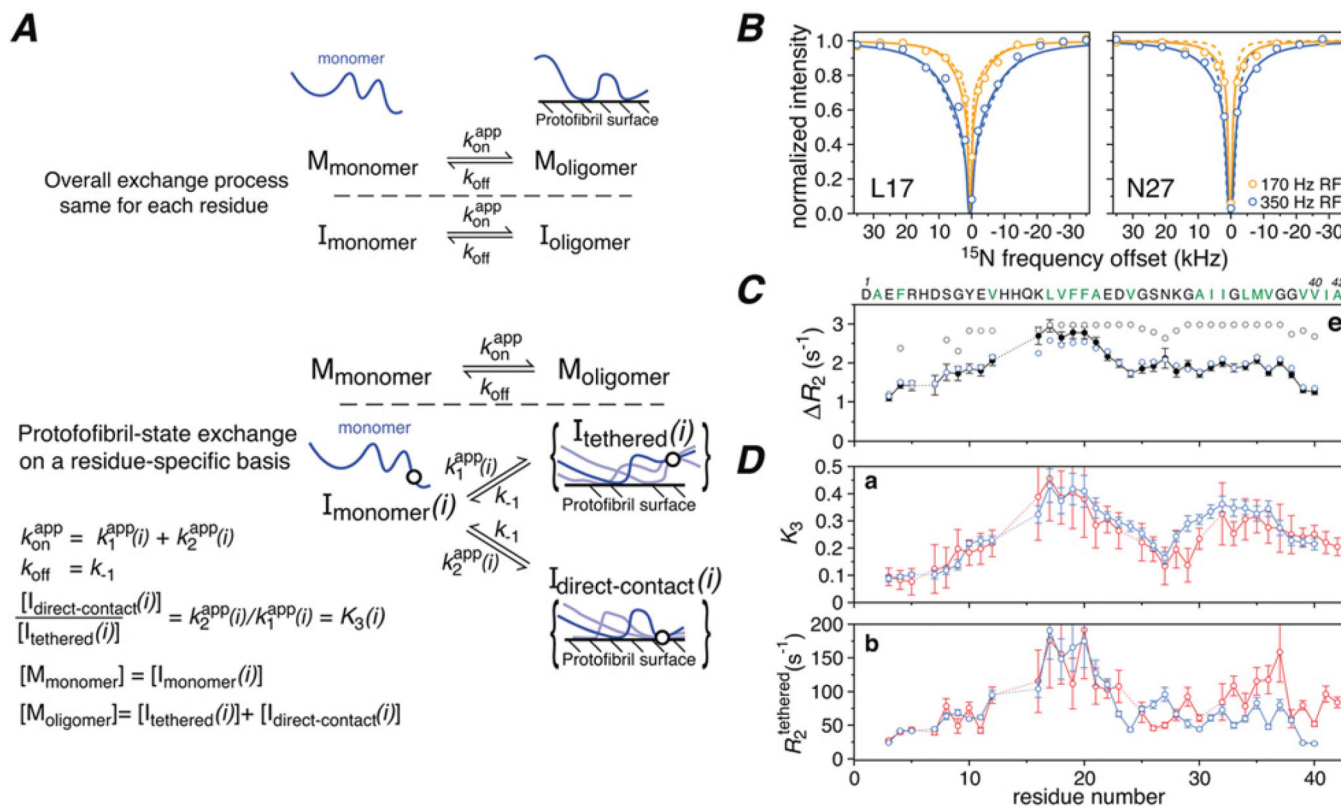 A
monomer
Protofibril surface
Overall exchange process
same for each residue
M monomer k on app k off M oligomer
I monomer k on app k off I oligomer
M monomer k on app k off M oligomer
Protofofibril-state exchange
on a residue-specific basis
monomer
I monomer (i)
k 1 app (i)
k -1
k -1
k 2 app (i)
I tethered (i)
Protofibril surface
I direct-contact (i)
Protofibril surface
k on app = k 1 app (i) + k 2 app (i)
k off = k -1
[I direct-contact (i)] / [I tethered (i)] = k 2 app (i)/k 1 app (i) = K 3 (i)
[M monomer] = [I monomer (i)]
[M oligomer]= [I tethered (i)]+ [I direct-contact (i)]
B
normalized intensity
1.0
0.8
0.6
0.4
0.2
0.0
L17
N27
170 Hz RF
350 Hz RF
30 20 10 0 -10 -20 -30
30 20 10 0 -10 -20 -30
15N frequency offset (kHz)
C
1 40 42
DAEFRHDSGYEVHHQKLVFFAEDVGSNKGAIIGLMVGGVVIA
e
ΔR2 (s-1)
3
2
1
0
D
a
K3
0.5
0.4
0.3
0.2
0.1
0
b
R2 tethered (s-1)
200
150
100
50
0
0 10 20 30 40
residue number